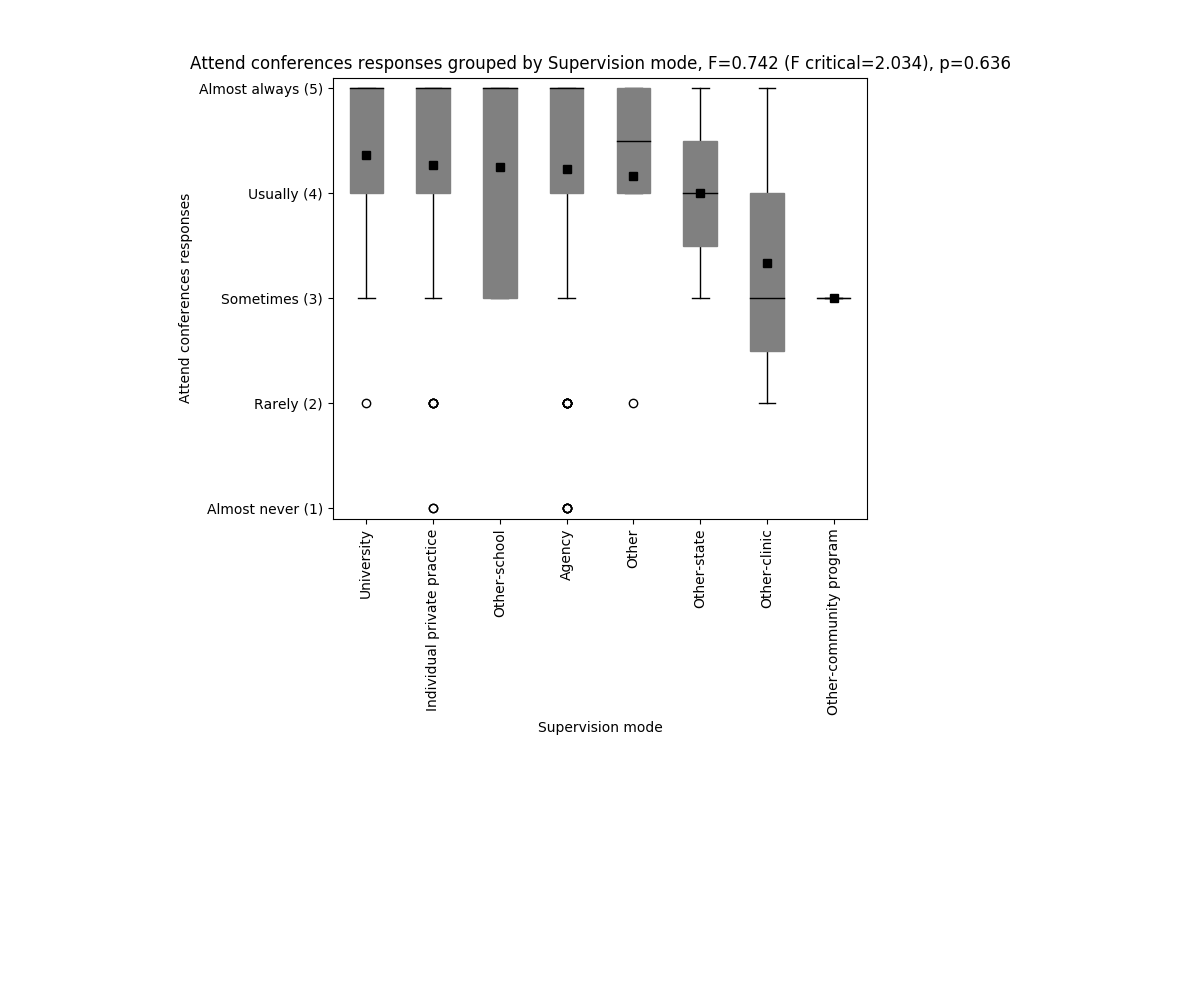 Attend conferences responses grouped by Supervision mode, F=0.742 (F critical=2.034), p=0.636
Almost always (5)
Usually (4)
Sometimes (3)
Rarely (2)
Almost never (1)
Attend conferences responses
University
Individual private practice
Other-school
Agency
Other
Other-state
Other-clinic
Other-community program
Supervision mode